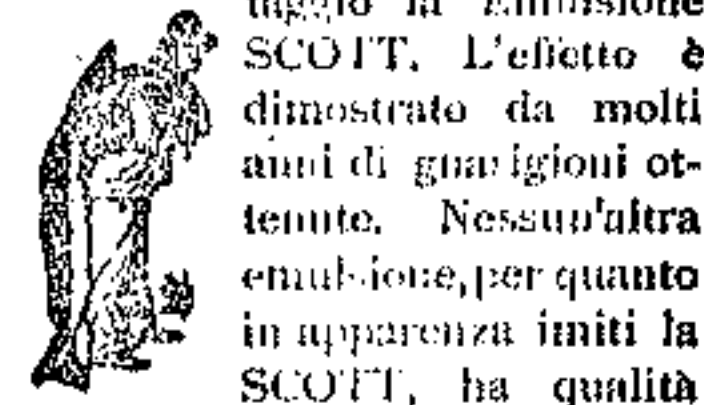 taggio la Emulsione
SCOTT. L'effetto è
dimostrato da molti
anni di guarigioni ot-
tenute. Nessun'altra
emulsione, per quanto
in apparenza imiti la
SCOTT, ha qualità